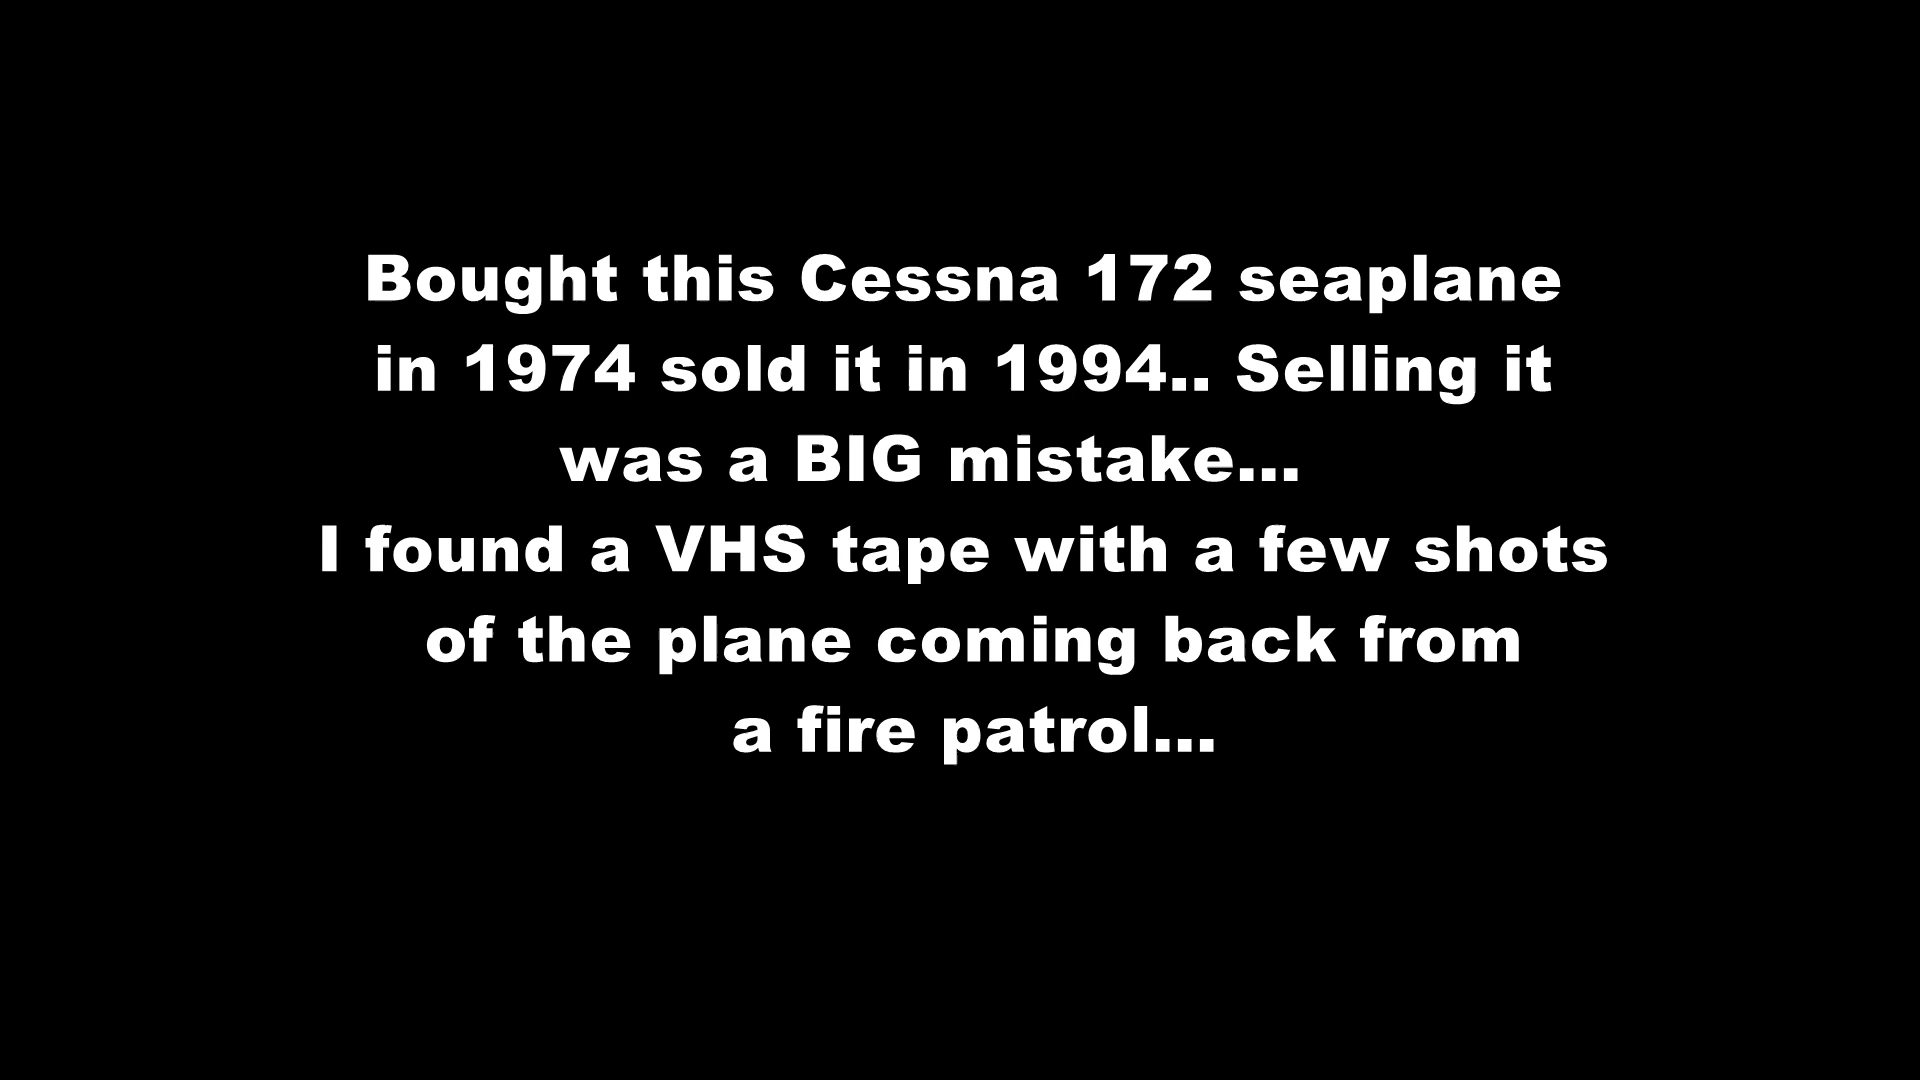 Bought this Cessna 172 seaplane
in 1974 sold it in 1994.. Selling it
was a BIG mistake...
I found a VHS tape with a few shots
of the plane coming back from
a fire patrol...